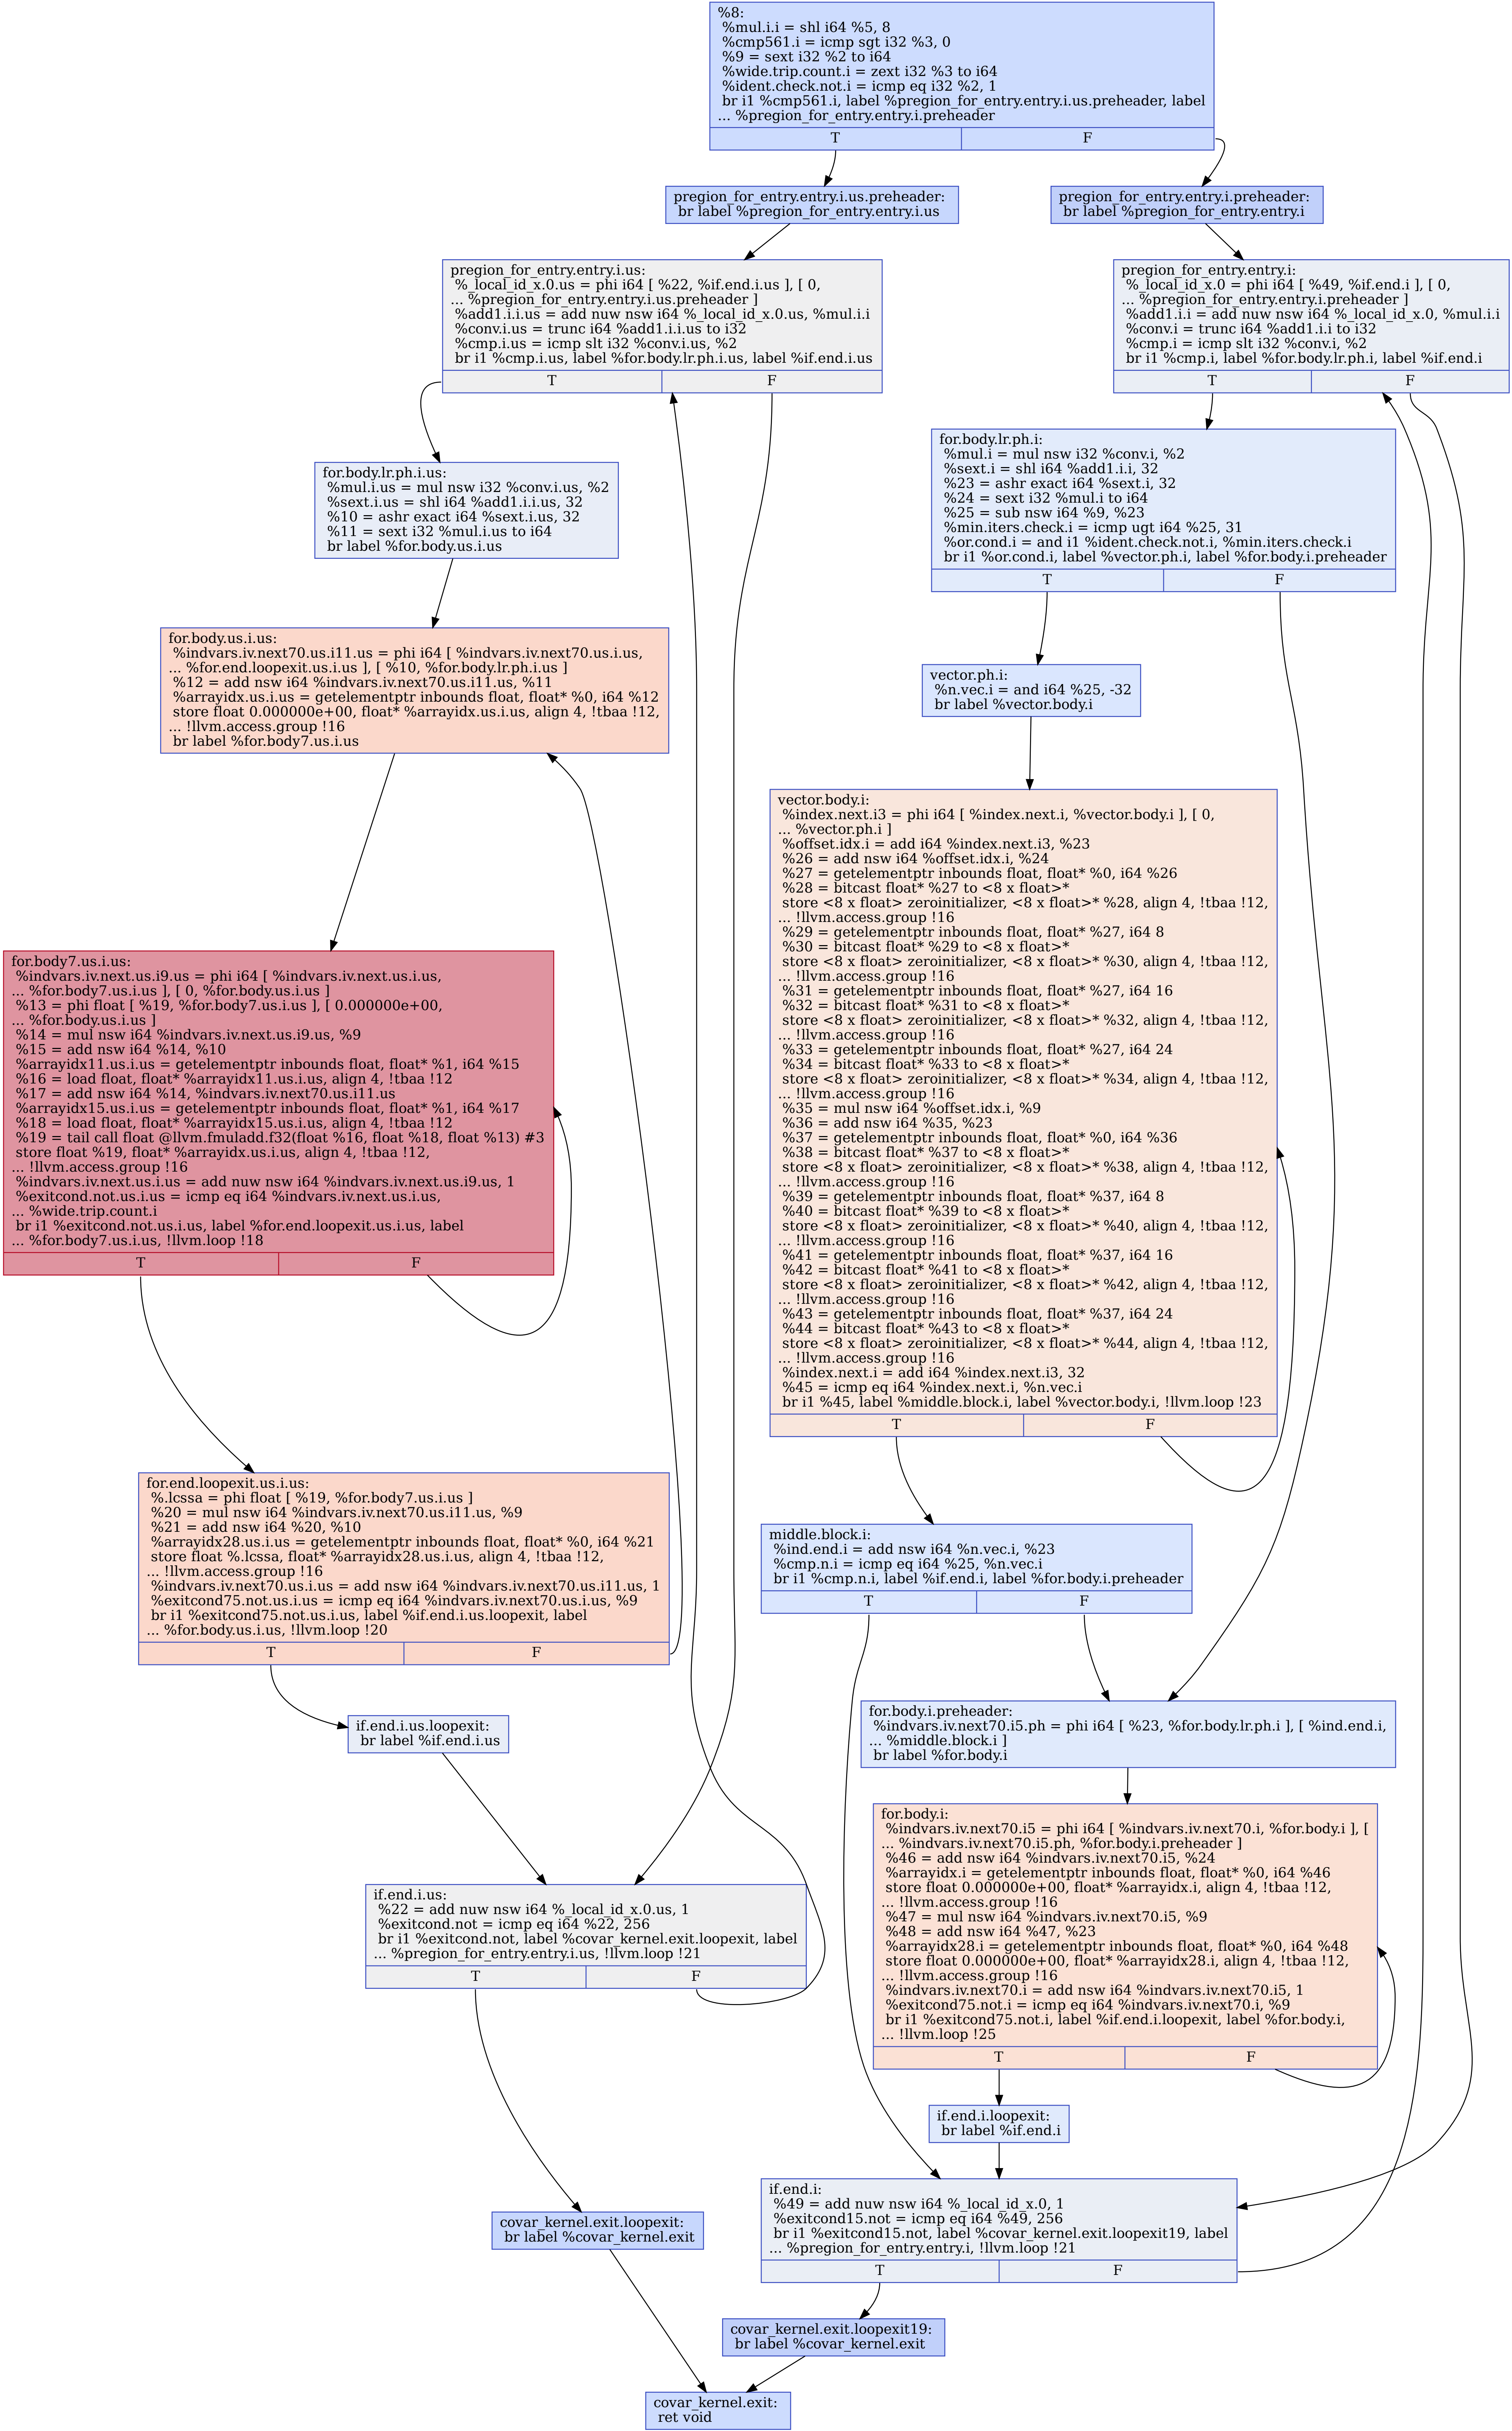 %8:
%mul.i.i = shl i64 %5, 8
%cmp561.i = icmp sgt i32 %3, 0
%9 = sext i32 %2 to i64
%wide.trip.count.i = zext i32 %3 to i64
%ident.check.not.i = icmp eq i32 %2, 1
br i1 %cmp561.i, label %pregion_for_entry.entry.i.us.preheader, label
... %pregion_for_entry.entry.i.preheader
T
F
pregion_for_entry.entry.i.us.preheader:
br label %pregion_for_entry.entry.i.us
pregion_for_entry.entry.i.preheader:
br label %pregion_for_entry.entry.i
pregion_for_entry.entry.i.us:
%_local_id_x.0.us = phi i64 [ %22, %if.end.i.us ], [ 0,
... %pregion_for_entry.entry.i.us.preheader ]
%add1.i.i.us = add nuw nsw i64 %_local_id_x.0.us, %mul.i.i
%conv.i.us = trunc i64 %add1.i.i.us to i32
%cmp.i.us = icmp slt i32 %conv.i.us, %2
br i1 %cmp.i.us, label %for.body.lr.ph.i.us, label %if.end.i.us
T
F
pregion_for_entry.entry.i:
%_local_id_x.0 = phi i64 [ %49, %if.end.i ], [ 0,
... %pregion_for_entry.entry.i.preheader ]
%add1.i.i = add nuw nsw i64 %_local_id_x.0, %mul.i.i
%conv.i = trunc i64 %add1.i.i to i32
%cmp.i = icmp slt i32 %conv.i, %2
br i1 %cmp.i, label %for.body.lr.ph.i, label %if.end.i
T
F
for.body.lr.ph.i.us:
%mul.i.us = mul nsw i32 %conv.i.us, %2
%sext.i.us = shl i64 %add1.i.i.us, 32
%10 = ashr exact i64 %sext.i.us, 32
%11 = sext i32 %mul.i.us to i64
br label %for.body.us.i.us
for.body.lr.ph.i:
%mul.i = mul nsw i32 %conv.i, %2
%sext.i = shl i64 %add1.i.i, 32
%23 = ashr exact i64 %sext.i, 32
%24 = sext i32 %mul.i to i64
%25 = sub nsw i64 %9, %23
%min.iters.check.i = icmp ugt i64 %25, 31
%or.cond.i = and i1 %ident.check.not.i, %min.iters.check.i
br i1 %or.cond.i, label %vector.ph.i, label %for.body.i.preheader
T
F
for.body.us.i.us:
%indvars.iv.next70.us.i11.us = phi i64 [ %indvars.iv.next70.us.i.us,
... %for.end.loopexit.us.i.us ], [ %10, %for.body.lr.ph.i.us ]
%12 = add nsw i64 %indvars.iv.next70.us.i11.us, %11
%arrayidx.us.i.us = getelementptr inbounds float, float* %0, i64 %12
store float 0.000000e+00, float* %arrayidx.us.i.us, align 4, !tbaa !12,
... !llvm.access.group !16
br label %for.body7.us.i.us
vector.ph.i:
%n.vec.i = and i64 %25, -32
br label %vector.body.i
vector.body.i:
%index.next.i3 = phi i64 [ %index.next.i, %vector.body.i ], [ 0,
... %vector.ph.i ]
%offset.idx.i = add i64 %index.next.i3, %23
%26 = add nsw i64 %offset.idx.i, %24
%27 = getelementptr inbounds float, float* %0, i64 %26
%28 = bitcast float* %27 to <8 x float>*
store <8 x float> zeroinitializer, <8 x float>* %28, align 4, !tbaa !12,
... !llvm.access.group !16
%29 = getelementptr inbounds float, float* %27, i64 8
%30 = bitcast float* %29 to <8 x float>*
store <8 x float> zeroinitializer, <8 x float>* %30, align 4, !tbaa !12,
... !llvm.access.group !16
%31 = getelementptr inbounds float, float* %27, i64 16
%32 = bitcast float* %31 to <8 x float>*
store <8 x float> zeroinitializer, <8 x float>* %32, align 4, !tbaa !12,
... !llvm.access.group !16
%33 = getelementptr inbounds float, float* %27, i64 24
%34 = bitcast float* %33 to <8 x float>*
store <8 x float> zeroinitializer, <8 x float>* %34, align 4, !tbaa !12,
... !llvm.access.group !16
%35 = mul nsw i64 %offset.idx.i, %9
%36 = add nsw i64 %35, %23
%37 = getelementptr inbounds float, float* %0, i64 %36
%38 = bitcast float* %37 to <8 x float>*
store <8 x float> zeroinitializer, <8 x float>* %38, align 4, !tbaa !12,
... !llvm.access.group !16
%39 = getelementptr inbounds float, float* %37, i64 8
%40 = bitcast float* %39 to <8 x float>*
store <8 x float> zeroinitializer, <8 x float>* %40, align 4, !tbaa !12,
... !llvm.access.group !16
%41 = getelementptr inbounds float, float* %37, i64 16
%42 = bitcast float* %41 to <8 x float>*
store <8 x float> zeroinitializer, <8 x float>* %42, align 4, !tbaa !12,
... !llvm.access.group !16
%43 = getelementptr inbounds float, float* %37, i64 24
%44 = bitcast float* %43 to <8 x float>*
store <8 x float> zeroinitializer, <8 x float>* %44, align 4, !tbaa !12,
... !llvm.access.group !16
%index.next.i = add i64 %index.next.i3, 32
%45 = icmp eq i64 %index.next.i, %n.vec.i
br i1 %45, label %middle.block.i, label %vector.body.i, !llvm.loop !23
T
F
for.body7.us.i.us:
%indvars.iv.next.us.i9.us = phi i64 [ %indvars.iv.next.us.i.us,
... %for.body7.us.i.us ], [ 0, %for.body.us.i.us ]
%13 = phi float [ %19, %for.body7.us.i.us ], [ 0.000000e+00,
... %for.body.us.i.us ]
%14 = mul nsw i64 %indvars.iv.next.us.i9.us, %9
%15 = add nsw i64 %14, %10
%arrayidx11.us.i.us = getelementptr inbounds float, float* %1, i64 %15
%16 = load float, float* %arrayidx11.us.i.us, align 4, !tbaa !12
%17 = add nsw i64 %14, %indvars.iv.next70.us.i11.us
%arrayidx15.us.i.us = getelementptr inbounds float, float* %1, i64 %17
%18 = load float, float* %arrayidx15.us.i.us, align 4, !tbaa !12
%19 = tail call float @llvm.fmuladd.f32(float %16, float %18, float %13) #3
store float %19, float* %arrayidx.us.i.us, align 4, !tbaa !12,
... !llvm.access.group !16
%indvars.iv.next.us.i.us = add nuw nsw i64 %indvars.iv.next.us.i9.us, 1
%exitcond.not.us.i.us = icmp eq i64 %indvars.iv.next.us.i.us,
... %wide.trip.count.i
br i1 %exitcond.not.us.i.us, label %for.end.loopexit.us.i.us, label
... %for.body7.us.i.us, !llvm.loop !18
T
F
for.end.loopexit.us.i.us:
%.lcssa = phi float [ %19, %for.body7.us.i.us ]
%20 = mul nsw i64 %indvars.iv.next70.us.i11.us, %9
%21 = add nsw i64 %20, %10
%arrayidx28.us.i.us = getelementptr inbounds float, float* %0, i64 %21
store float %.lcssa, float* %arrayidx28.us.i.us, align 4, !tbaa !12,
... !llvm.access.group !16
%indvars.iv.next70.us.i.us = add nsw i64 %indvars.iv.next70.us.i11.us, 1
%exitcond75.not.us.i.us = icmp eq i64 %indvars.iv.next70.us.i.us, %9
br i1 %exitcond75.not.us.i.us, label %if.end.i.us.loopexit, label
... %for.body.us.i.us, !llvm.loop !20
T
F
middle.block.i:
%ind.end.i = add nsw i64 %n.vec.i, %23
%cmp.n.i = icmp eq i64 %25, %n.vec.i
br i1 %cmp.n.i, label %if.end.i, label %for.body.i.preheader
T
F
if.end.i.us.loopexit:
br label %if.end.i.us
for.body.i.preheader:
%indvars.iv.next70.i5.ph = phi i64 [ %23, %for.body.lr.ph.i ], [ %ind.end.i,
... %middle.block.i ]
br label %for.body.i
for.body.i:
%indvars.iv.next70.i5 = phi i64 [ %indvars.iv.next70.i, %for.body.i ], [
... %indvars.iv.next70.i5.ph, %for.body.i.preheader ]
%46 = add nsw i64 %indvars.iv.next70.i5, %24
%arrayidx.i = getelementptr inbounds float, float* %0, i64 %46
store float 0.000000e+00, float* %arrayidx.i, align 4, !tbaa !12,
... !llvm.access.group !16
%47 = mul nsw i64 %indvars.iv.next70.i5, %9
%48 = add nsw i64 %47, %23
%arrayidx28.i = getelementptr inbounds float, float* %0, i64 %48
store float 0.000000e+00, float* %arrayidx28.i, align 4, !tbaa !12,
... !llvm.access.group !16
%indvars.iv.next70.i = add nsw i64 %indvars.iv.next70.i5, 1
%exitcond75.not.i = icmp eq i64 %indvars.iv.next70.i, %9
br i1 %exitcond75.not.i, label %if.end.i.loopexit, label %for.body.i,
... !llvm.loop !25
T
F
if.end.i.us:
%22 = add nuw nsw i64 %_local_id_x.0.us, 1
%exitcond.not = icmp eq i64 %22, 256
br i1 %exitcond.not, label %covar_kernel.exit.loopexit, label
... %pregion_for_entry.entry.i.us, !llvm.loop !21
T
F
if.end.i.loopexit:
br label %if.end.i
if.end.i:
%49 = add nuw nsw i64 %_local_id_x.0, 1
%exitcond15.not = icmp eq i64 %49, 256
br i1 %exitcond15.not, label %covar_kernel.exit.loopexit19, label
... %pregion_for_entry.entry.i, !llvm.loop !21
T
F
covar_kernel.exit.loopexit:
br label %covar_kernel.exit
covar_kernel.exit.loopexit19:
br label %covar_kernel.exit
covar_kernel.exit:
ret void